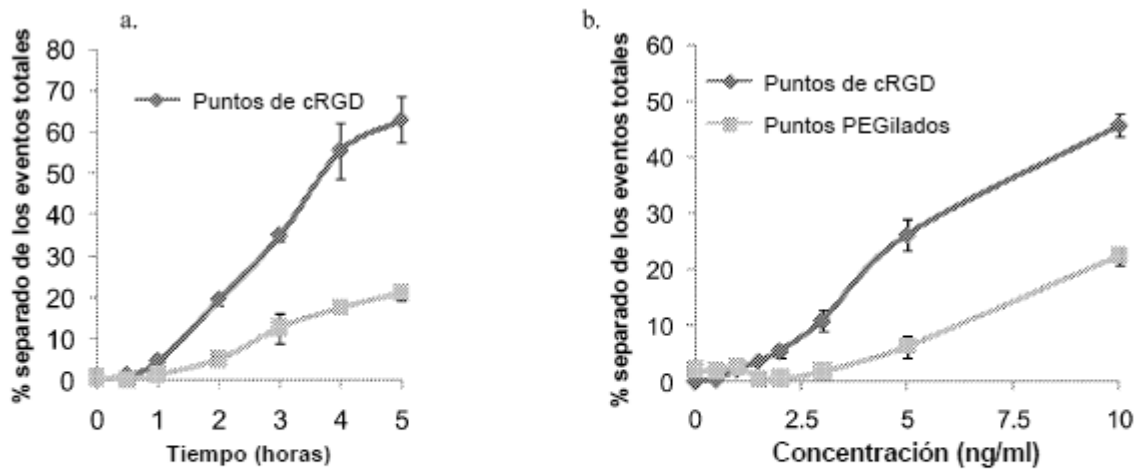 a.
% separado de los eventos totales
80
70
60
50
40
30
20
10
0
Puntos de cRGD
0 1 2 3 4 5
Tiempo (horas)
b.
% separado de los eventos totales
60
50
40
30
20
10
0
Puntos de cRGD
Puntos PEGilados
0 2.5 5 7.5 10
Concentración (ng/ml)